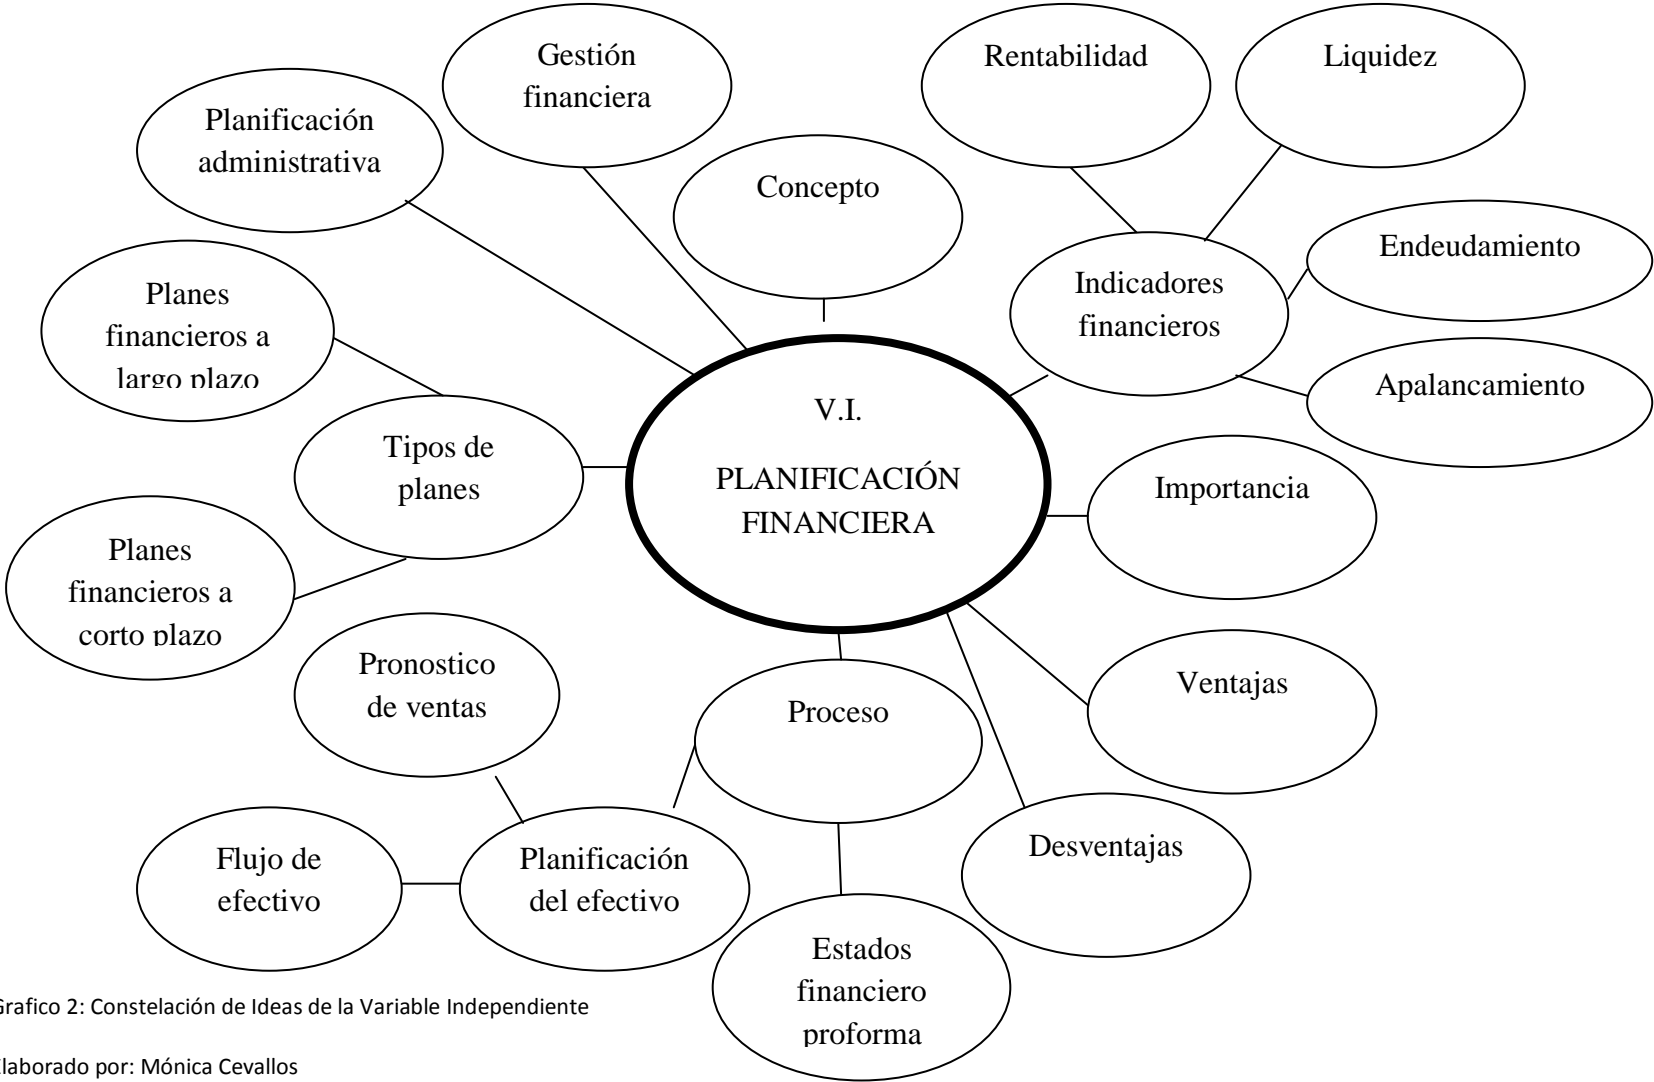 Gestión
financiera
Rentabilidad
Liquidez
Planificación
administrativa
Concepto
Endeudamiento
Indicadores
financieros
Planes
financieros a
largo plazo
Apalancamiento
V.I.
PLANIFICACIÓN
FINANCIERA
Tipos de
planes
Importancia
Planes
financieros a
corto plazo
Pronostico
de ventas
Ventajas
Proceso
Desventajas
Flujo de
efectivo
Planificación
del efectivo
Estados
financiero
proforma
Grafico 2: Constelación de Ideas de la Variable Independiente
Elaborado por: Mónica Cevallos